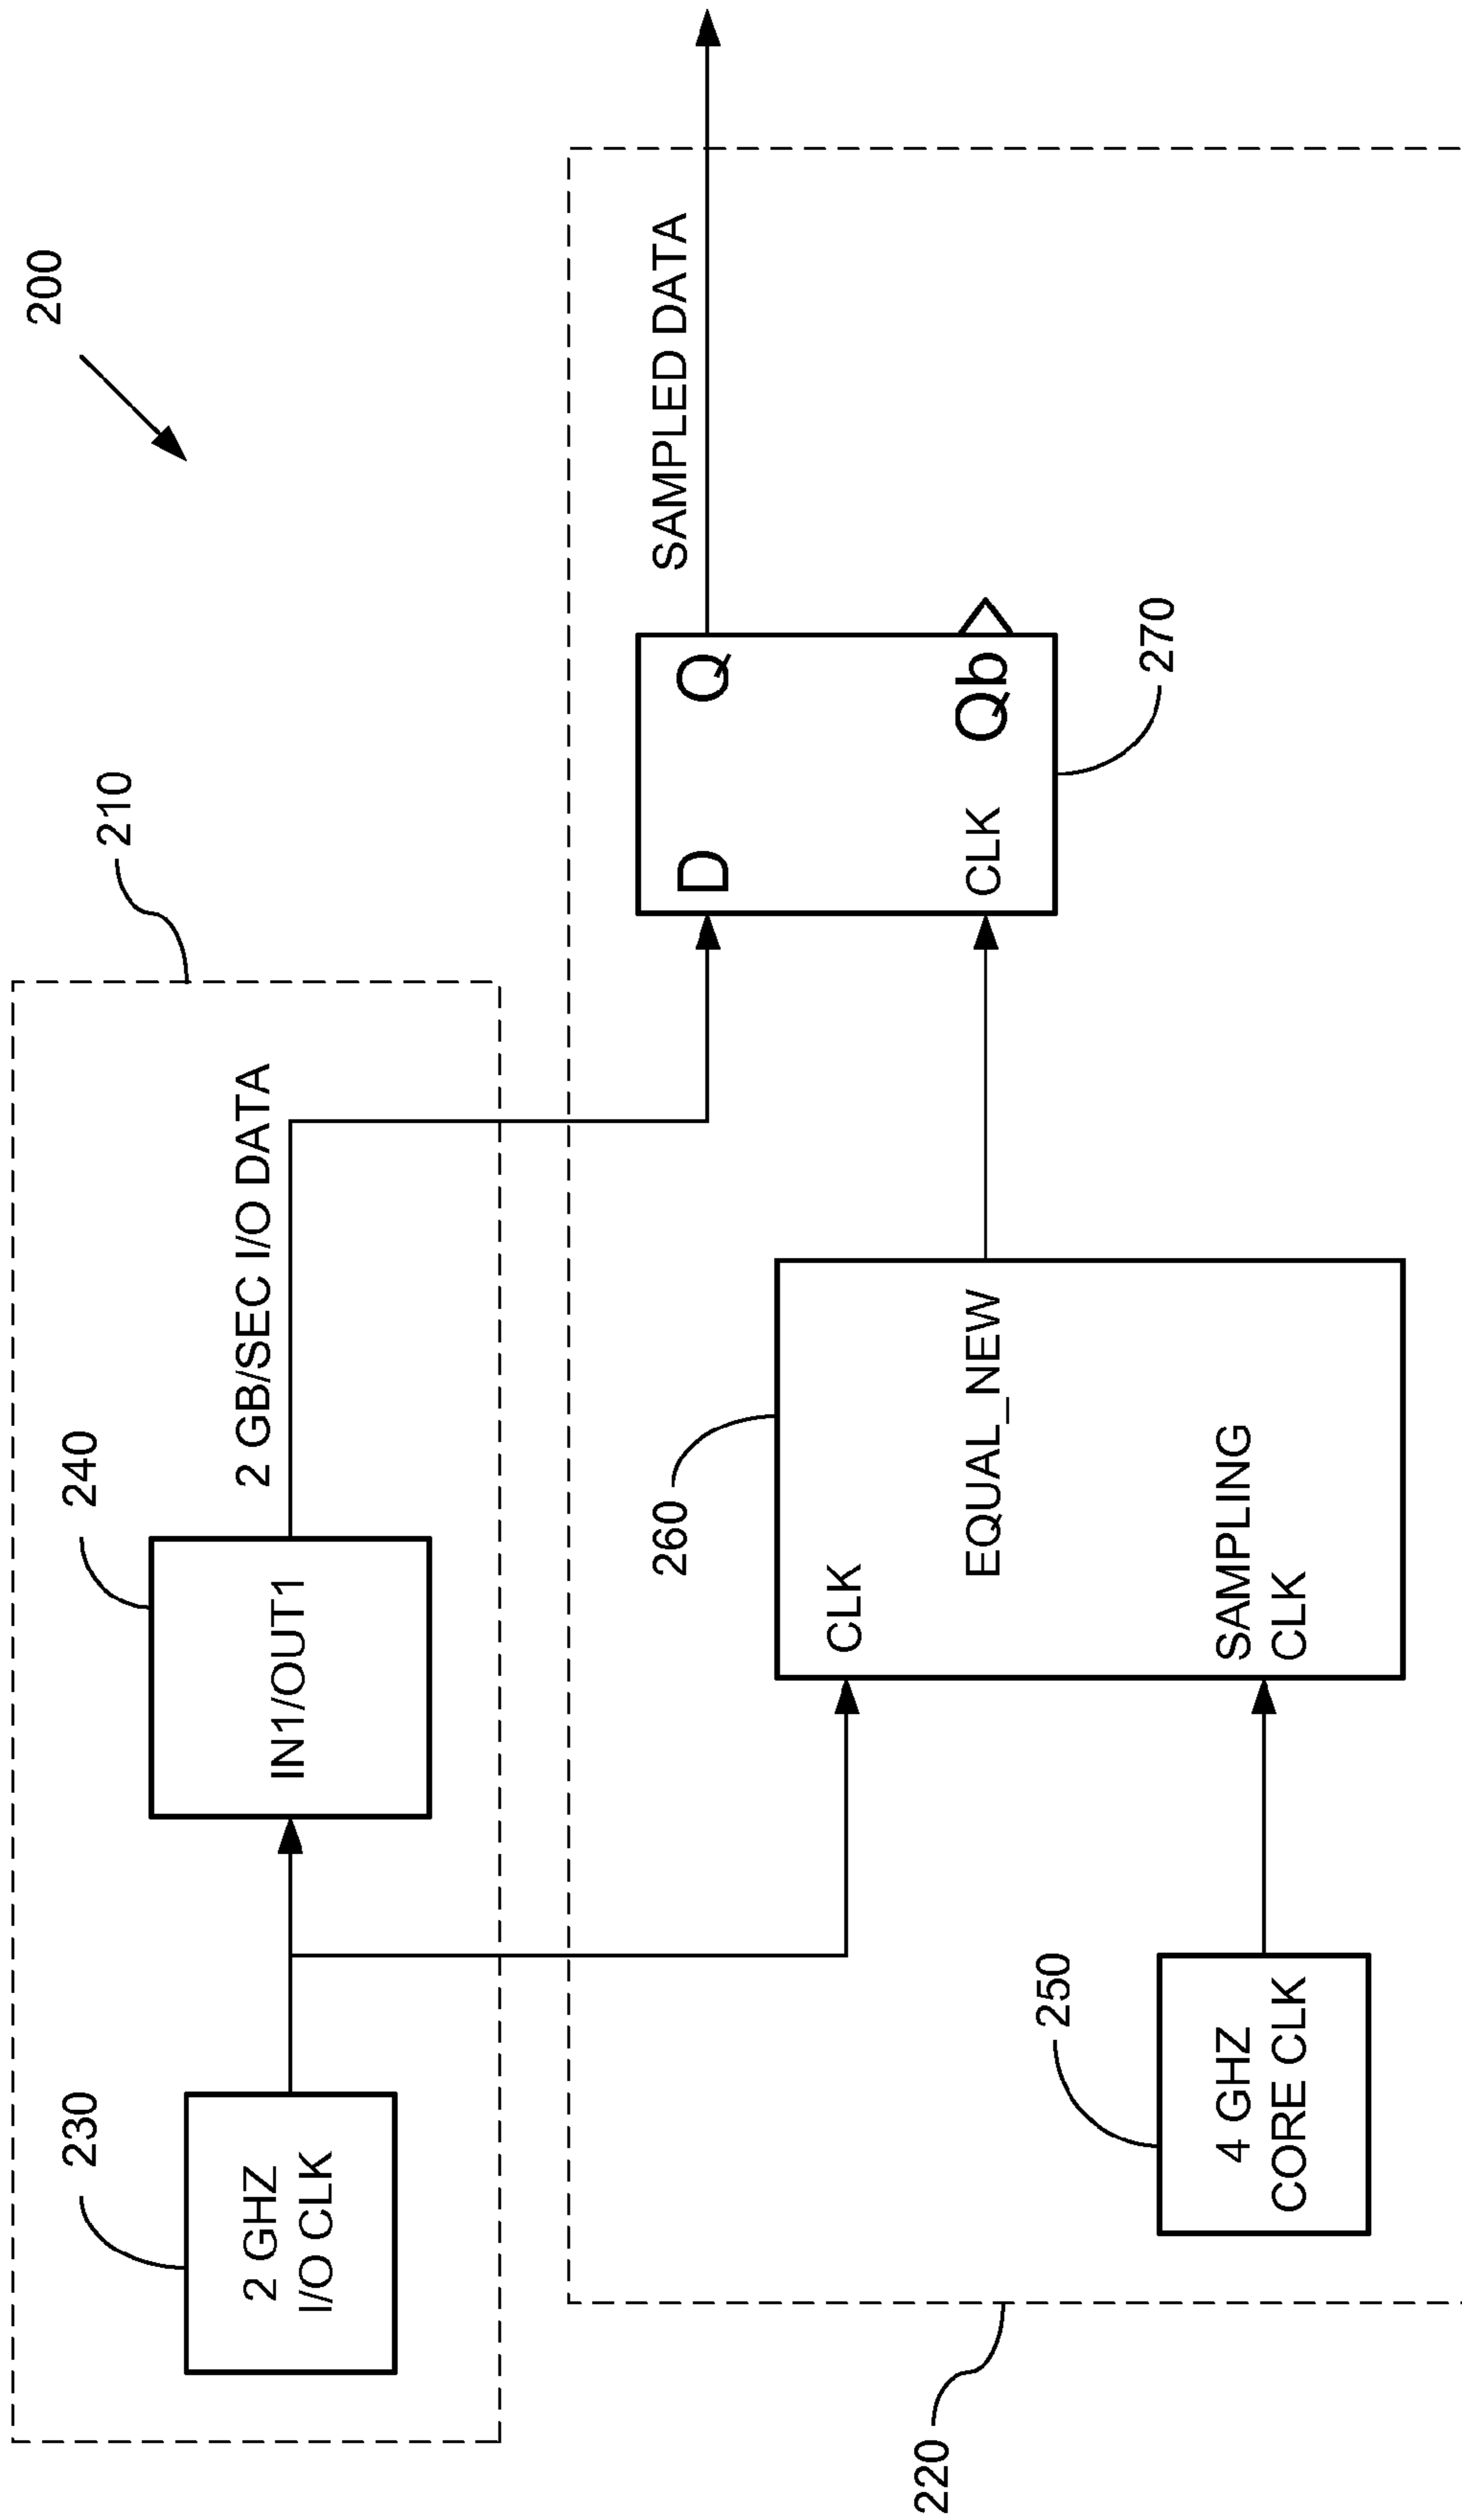 200
210
230
2 GHZ
I/O CLK
240
IN1/OUT1
2 GB/SEC I/O DATA
220
250
4 GHZ
CORE CLK
260
CLK
EQUAL_NEW
SAMPLING
CLK
D
Q
CLK
Qb
270
SAMPLED DATA